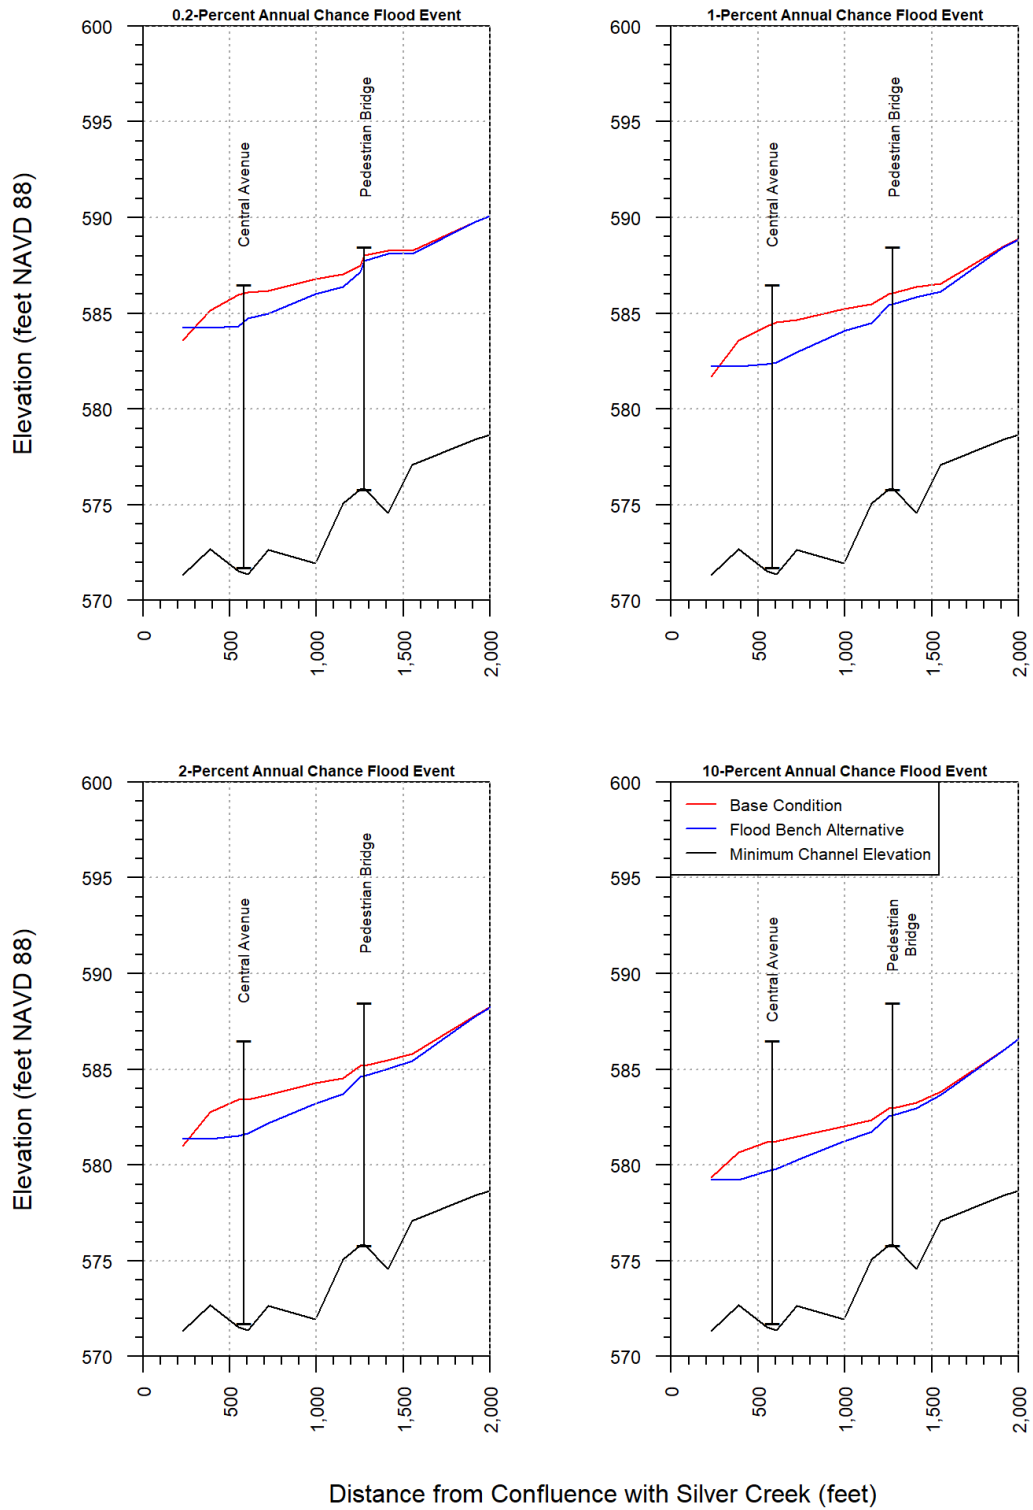 0.2-Percent Annual Chance Flood Event
600
595
590
585
580
575
570
Central Avenue
Pedestrian Bridge
0
500
1,000
1,500
2,000
1-Percent Annual Chance Flood Event
600
595
590
585
580
575
570
Central Avenue
Pedestrian Bridge
0
500
1,000
1,500
2,000
Elevation (feet NAVD 88)
2-Percent Annual Chance Flood Event
600
595
590
585
580
575
570
Central Avenue
Pedestrian Bridge
0
500
1,000
1,500
2,000
10-Percent Annual Chance Flood Event
Base Condition
Flood Bench Alternative
Minimum Channel Elevation
600
595
590
585
580
575
570
Central Avenue
Pedestrian
Bridge
0
500
1,000
1,500
2,000
Elevation (feet NAVD 88)
Distance from Confluence with Silver Creek (feet)